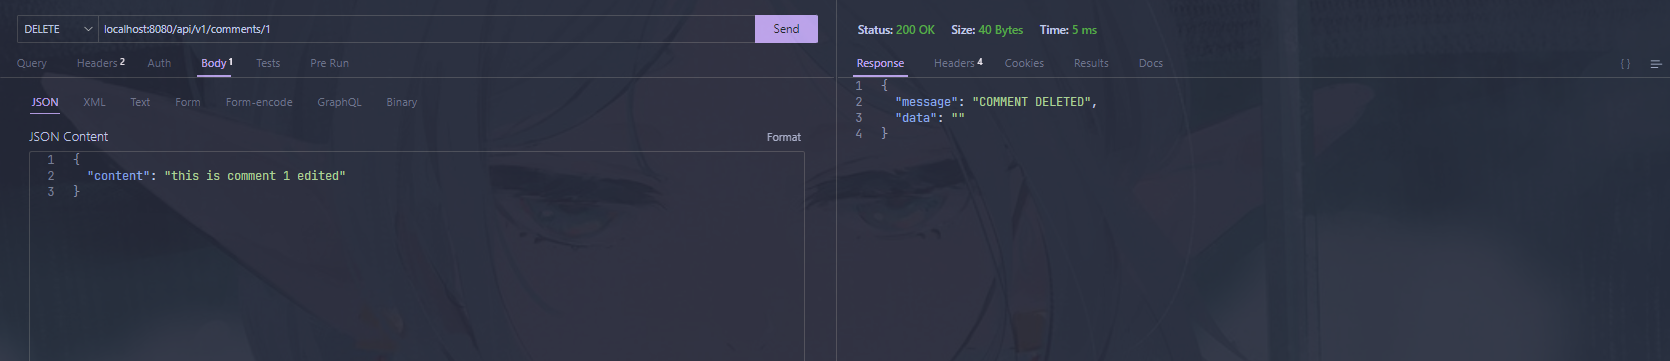 DELETE localhost:8080/api/v1/comments/1 Send
Query Headers 2 Auth Body 1 Tests Pre Run
JSON XML Text Form Form-encode GraphQL Binary
JSON Content Format
1 {
2 "content": "this is comment 1 edited"
3 }
Status: 200 OK Size: 40 Bytes Time: 5 ms
Response Headers 4 Cookies Results Docs { }
1 {
2 "message": "COMMENT DELETED",
3 "data": ""
4 }